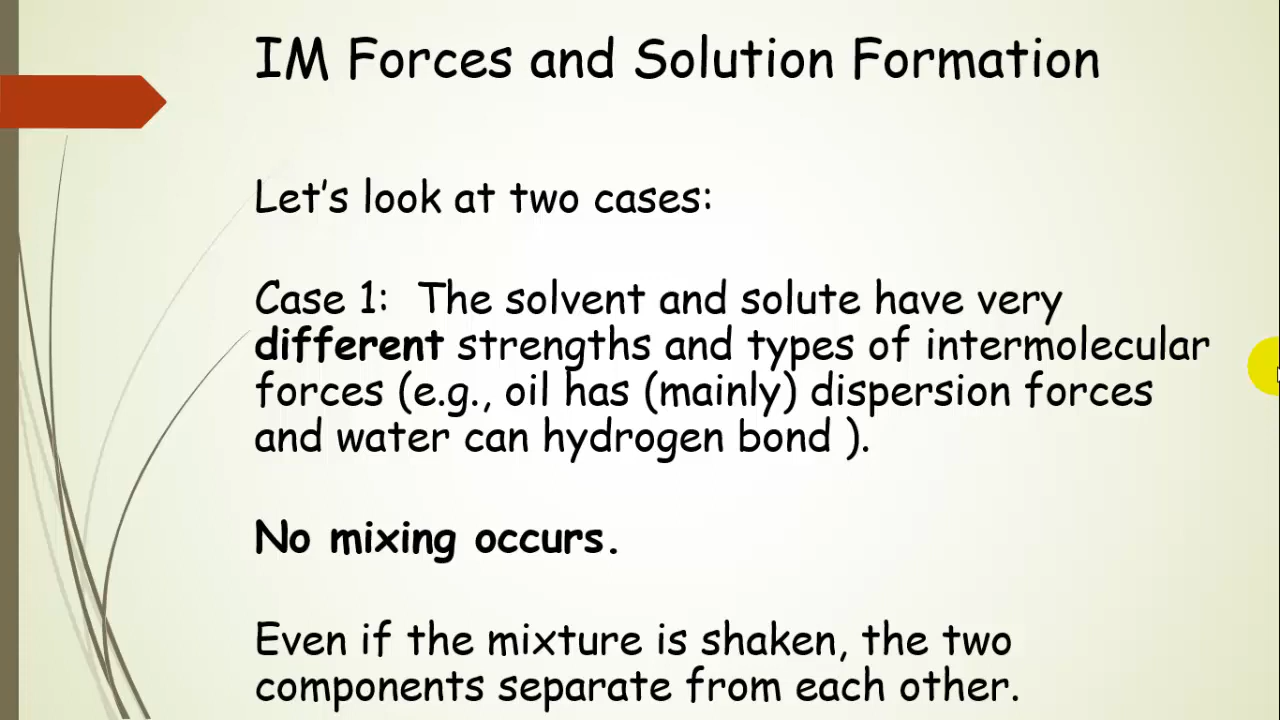 IM Forces and Solution Formation
Let’s look at two cases:
Case 1:  The solvent and solute have very
different strengths and types of intermolecular
forces (e.g., oil has (mainly) dispersion forces
and water can hydrogen bond ).
No mixing occurs.
Even if the mixture is shaken, the two
components separate from each other.